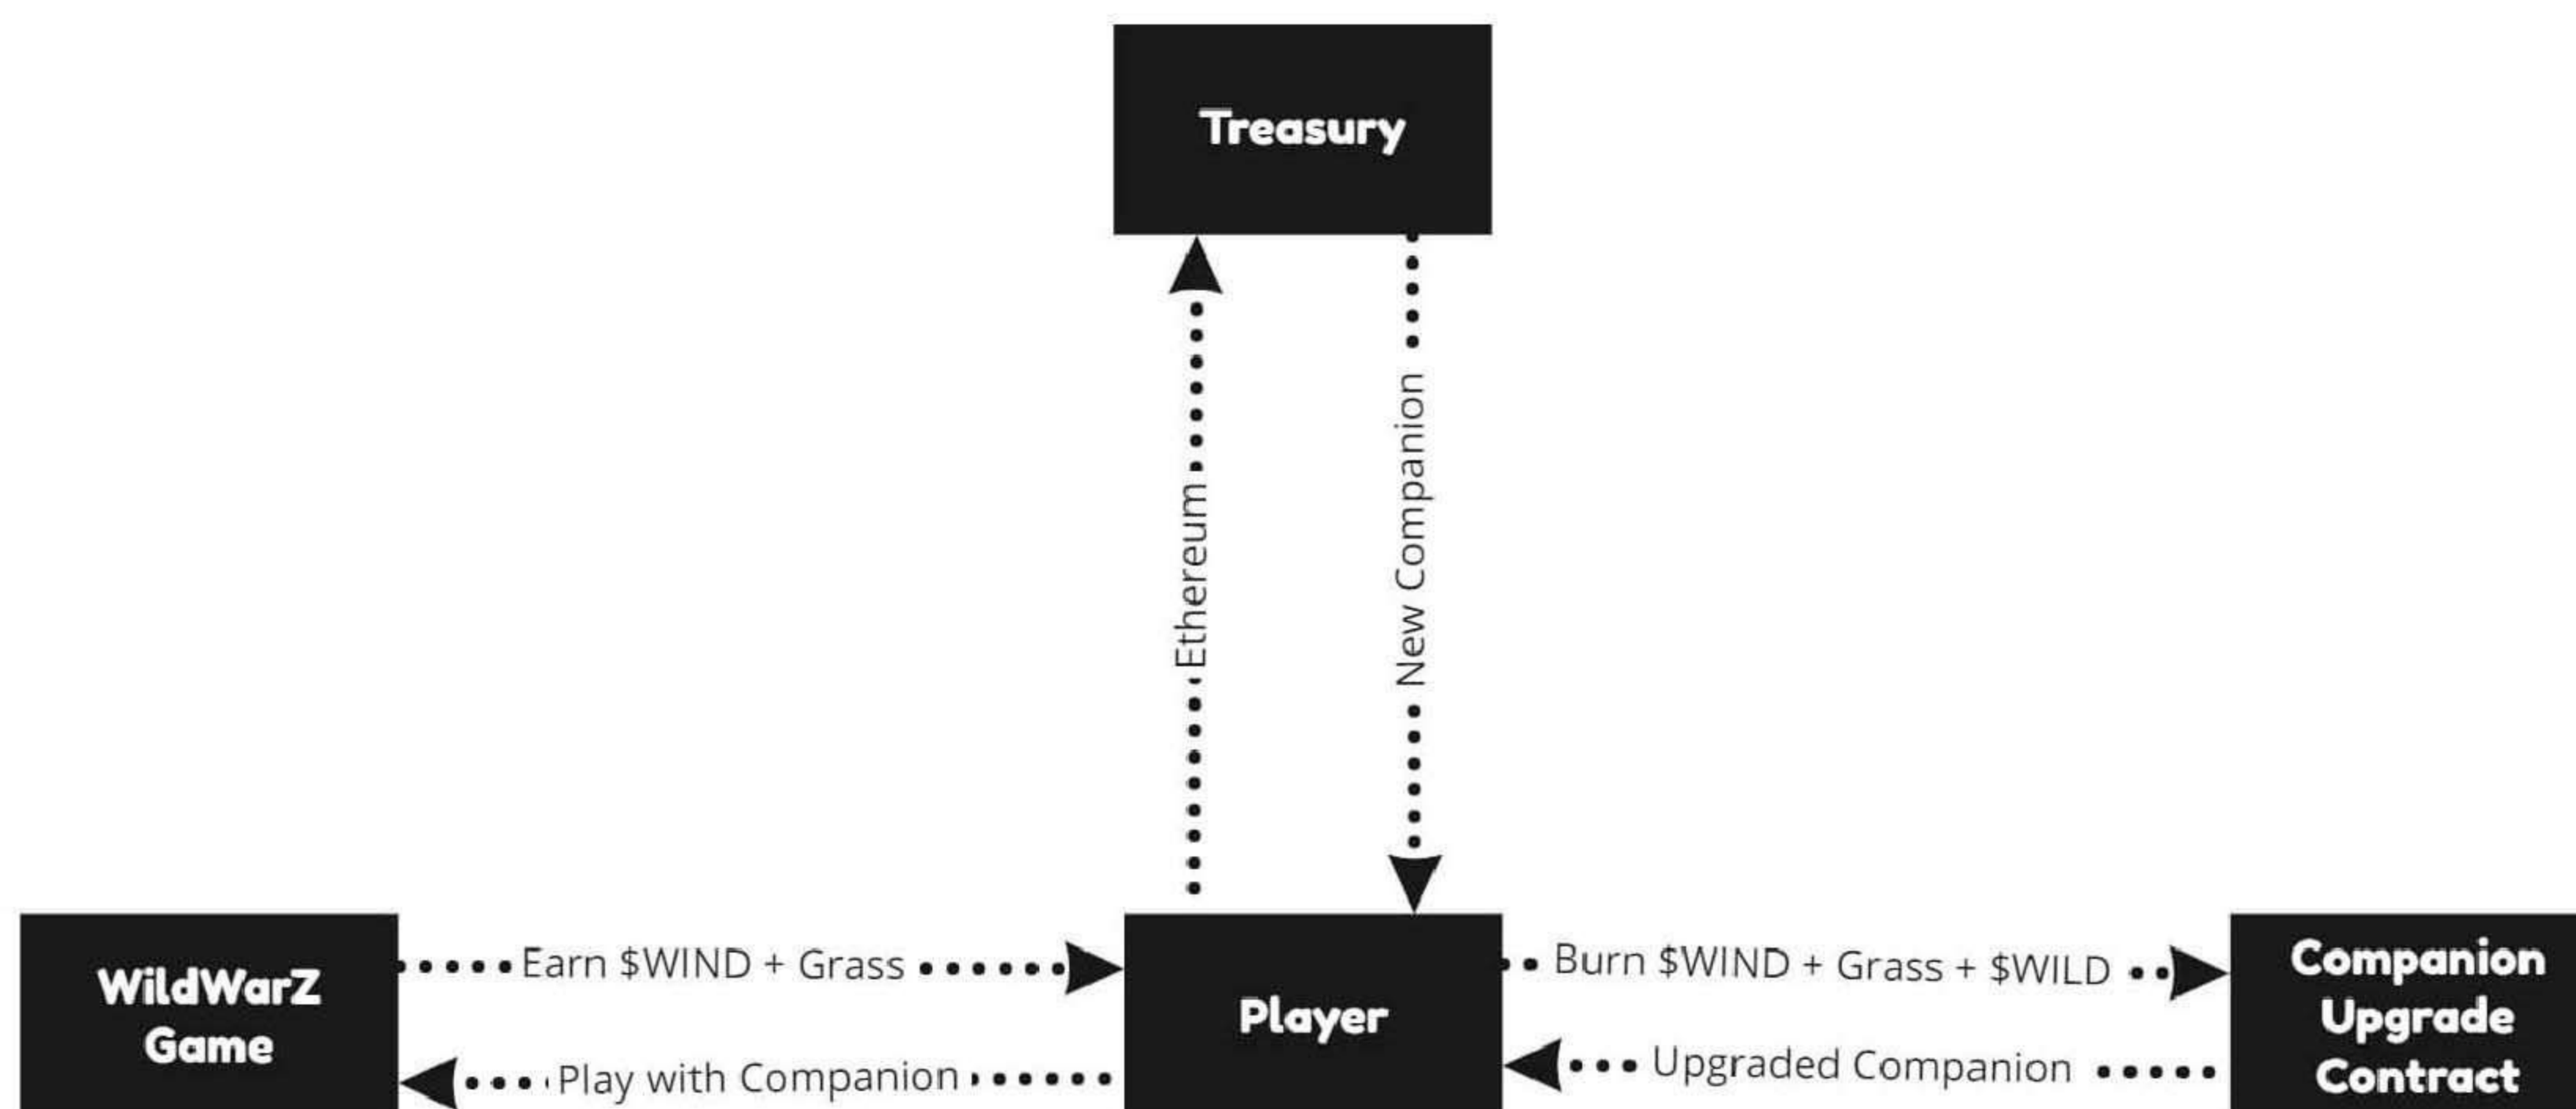 Treasury
Ethereum
New Companion
WildWarZ
Game
Earn $WIND + Grass
Play with Companion
Player
Burn $WIND + Grass + $WILD
Upgraded Companion
Companion
Upgrade
Contract